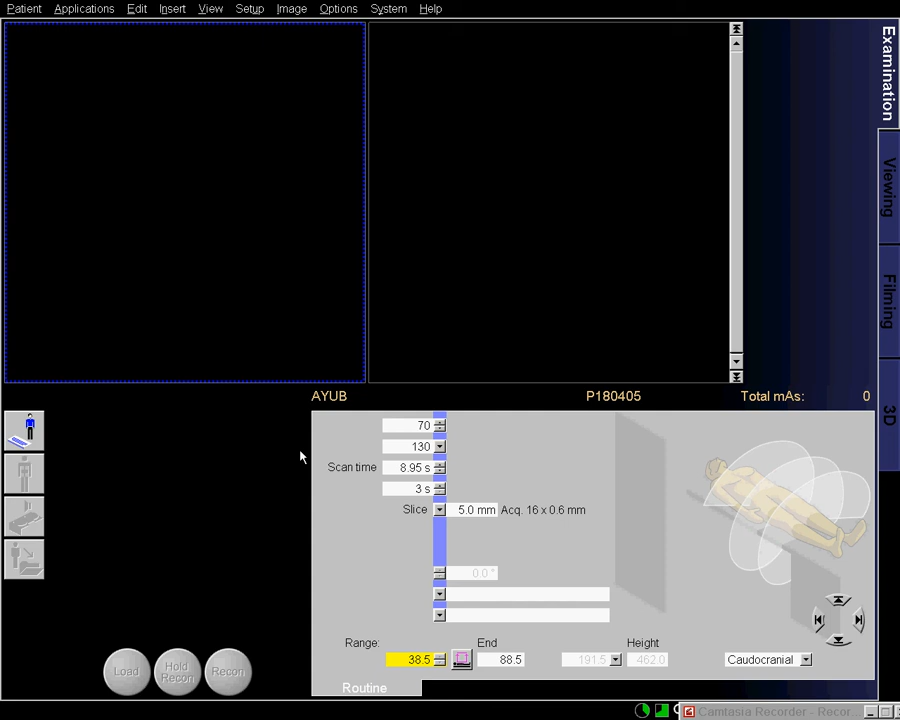 Patient Applications Edit Insert View Setup Image Options System Help
Examination
Viewing
Filming
3D
AYUB P180405 Total mAs: 0
70
130
Scan time 8.95 s
3 s
Slice 5.0 mm Acq. 16 x 0.6 mm
0.0 °
Range: End Height
38.5 88.5 191.5 462.0 Caudocranial
Load Hold Recon Recon
Routine
Camtasia Recorder - Recor...